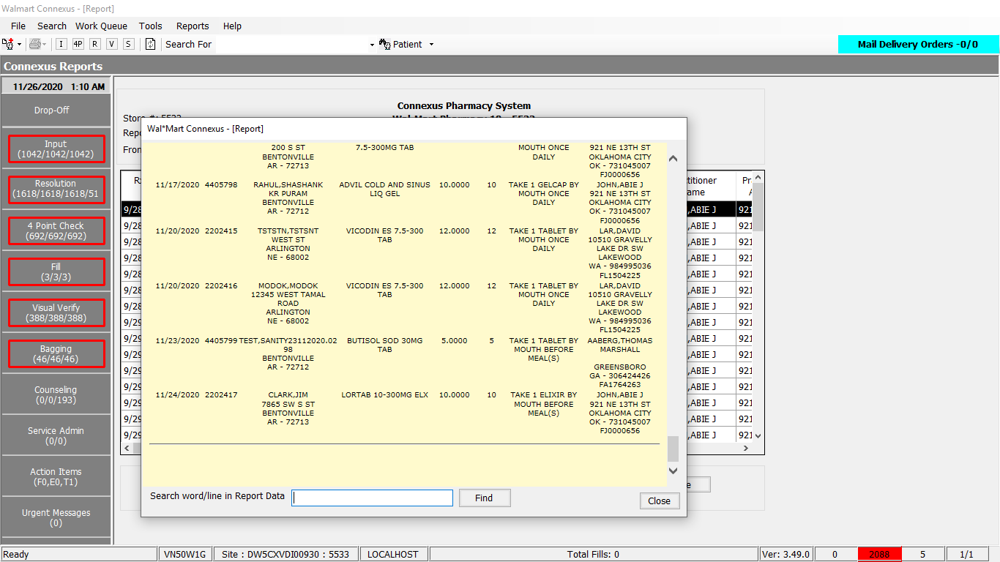 Walmart Connexus - [Report]
File Search Work Queue Tools Reports Help
I 4P R V S Search For Patient
Mail Delivery Orders -0/0
Connexus Reports
11/26/2020 1:10 AM
Drop-Off
Input
(1042/1042/1042)
Resolution
(1618/1618/1618/51
4 Point Check
(692/692/692)
Fill
(3/3/3)
Visual Verify
(388/388/388)
Bagging
(46/46/46)
Counseling
(0/0/193)
Service Admin
(0/0)
Action Items
(F0,E0,T1)
Urgent Messages
(0)
Connexus Pharmacy System
Wal*Mart Connexus - [Report]
200 S ST 7.5-300MG TAB MOUTH ONCE 921 NE 13TH ST
BENTONVILLE DAILY OKLAHOMA CITY
AR - 72713 OK - 731045007
FJ0000656
11/17/2020 4405798 RAHUL,SHASHANK ADVIL COLD AND SINUS 10.0000 10 TAKE 1 GELCAP BY JOHN,ABIE J
KR PURAM LIQ GEL MOUTH ONCE 921 NE 13TH ST
BENTONVILLE DAILY OKLAHOMA CITY
AR - 72712 OK - 731045007
FJ0000656
11/20/2020 2202415 TSTSTN,TSTSNT VICODIN ES 7.5-300 12.0000 12 TAKE 1 TABLET BY LAR,DAVID
WEST ST TAB MOUTH ONCE 10510 GRAVELLY
ARLINGTON DAILY LAKE DR SW
NE - 68002 LAKEWOOD
WA - 984995036
FL1504225
11/20/2020 2202416 MODOK,MODOK VICODIN ES 7.5-300 12.0000 12 TAKE 1 TABLET BY LAR,DAVID
12345 WEST TAMAL TAB MOUTH ONCE 10510 GRAVELLY
ROAD DAILY LAKE DR SW
ARLINGTON LAKEWOOD
NE - 68002 WA - 984995036
FL1504225
11/23/2020 4405799 TEST,SANITY23112020.02 BUTISOL SOD 30MG 5.0000 5 TAKE 1 TABLET BY AABERG,THOMAS
98 TAB MOUTH BEFORE MARSHALL
BENTONVILLE MEAL(S)
AR - 72712 GREENSBORO
GA - 306424426
FA1764263
11/24/2020 2202417 CLARK,JIM LORTAB 10-300MG ELX 10.0000 10 TAKE 1 ELIXIR BY JOHN,ABIE J
7865 SW S ST MOUTH BEFORE 921 NE 13TH ST
BENTONVILLE MEAL(S) OKLAHOMA CITY
AR - 72713 OK - 731045007
FJ0000656
Search word/line in Report Data Find
Close
9/28 ,ABIE J 921
9/28 ,ABIE J 921
9/28 ,ABIE J 921
9/28 ,ABIE J 921
9/28 ,ABIE J 921
9/28 ,ABIE J 921
9/28 ,ABIE J 921
9/29 ,ABIE J 921
9/29 ,ABIE J 921
9/29 ,ABIE J 921
9/29 ,ABIE J 921
9/29 ,ABIE J 921
9/29 ,ABIE J 921
9/29 ,ABIE J 921
9/29 ,ABIE J 921
Ready VN50W1G Site : DW5CXVDI00930 : 5533 LOCALHOST Total Fills: 0 Ver: 3.49.0 0 2088 5 1/1